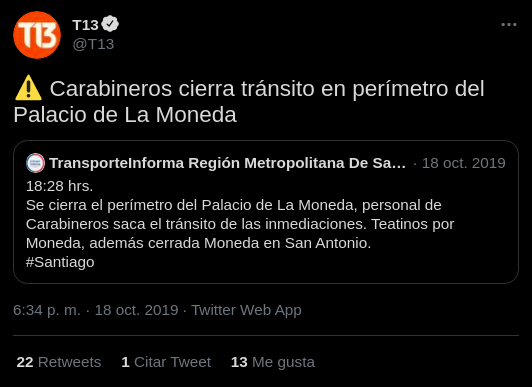 T13
T13
@T13
⚠️ Carabineros cierra tránsito en perímetro del
Palacio de La Moneda
TransporteInforma Región Metropolitana De Sa... · 18 oct. 2019
18:28 hrs.
Se cierra el perímetro del Palacio de La Moneda, personal de
Carabineros saca el tránsito de las inmediaciones. Teatinos por
Moneda, además cerrada Moneda en San Antonio.
#Santiago
6:34 p. m. · 18 oct. 2019 · Twitter Web App
22 Retweets 1 Citar Tweet 13 Me gusta